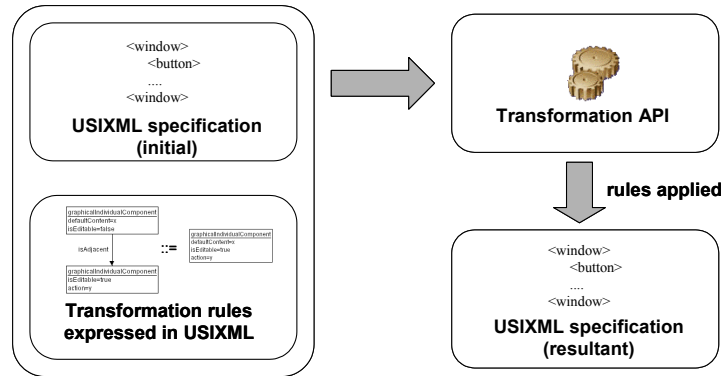 <window>
<button>
....
<window>
USIXML specification
(initial)
graphicalIndividualComponent
defaultContent=x
isEditable=false
isAdjacent
graphicalIndividualComponent
isEditable=true
action=y
::=
graphicalIndividualComponent
defaultContent=x
isEditable=true
action=y
Transformation rules
expressed in USIXML
Transformation API
rules applied
<window>
<button>
....
<window>
USIXML specification
(resultant)